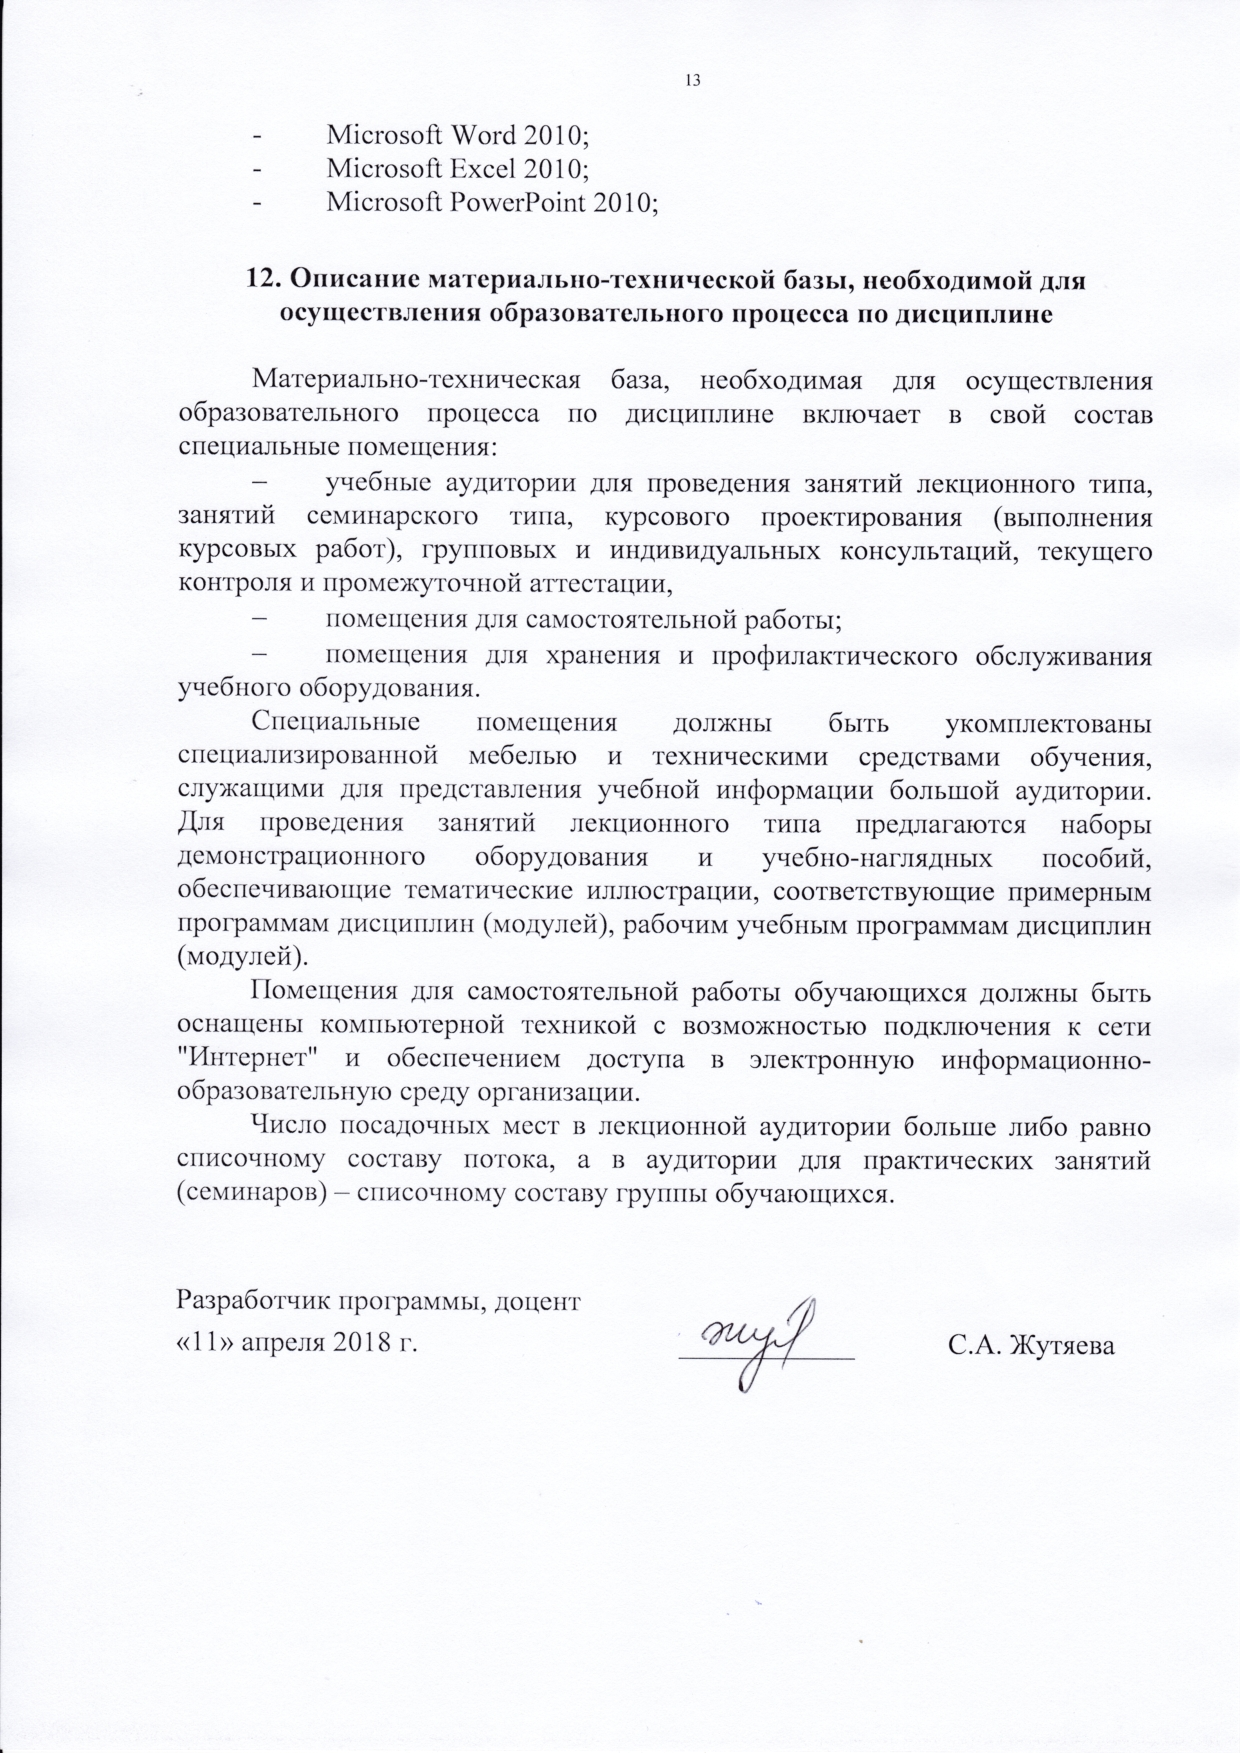 13
- Microsoft Word 2010;
- Microsoft Excel 2010;
- Microsoft PowerPoint 2010;
12. Описание материально-технической базы, необходимой для
осуществления образовательного процесса по дисциплине
Материально-техническая база, необходимая для осуществления
образовательного процесса по дисциплине включает в свой состав
специальные помещения:
– учебные аудитории для проведения занятий лекционного типа,
занятий семинарского типа, курсового проектирования (выполнения
курсовых работ), групповых и индивидуальных консультаций, текущего
контроля и промежуточной аттестации,
– помещения для самостоятельной работы;
– помещения для хранения и профилактического обслуживания
учебного оборудования.
Специальные помещения должны быть укомплектованы
специализированной мебелью и техническими средствами обучения,
служащими для представления учебной информации большой аудитории.
Для проведения занятий лекционного типа предлагаются наборы
демонстрационного оборудования и учебно-наглядных пособий,
обеспечивающие тематические иллюстрации, соответствующие примерным
программам дисциплин (модулей), рабочим учебным программам дисциплин
(модулей).
Помещения для самостоятельной работы обучающихся должны быть
оснащены компьютерной техникой с возможностью подключения к сети
"Интернет" и обеспечением доступа в электронную информационно-
образовательную среду организации.
Число посадочных мест в лекционной аудитории больше либо равно
списочному составу потока, а в аудитории для практических занятий
(семинаров) – списочному составу группы обучающихся.
Разработчик программы, доцент
«11» апреля 2018 г. С.А. Жутяева